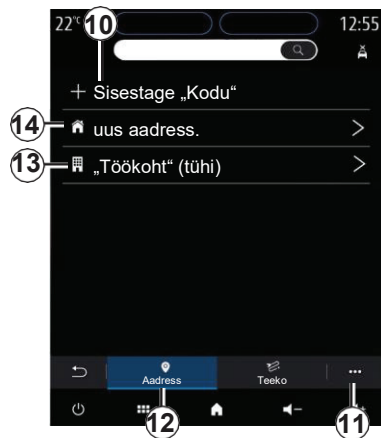 22°C 10 12:55
+ Sisestage „Kodu“
14 uus aadress.
13 „Töökoht“ (tühi)
Aadress Teeko
12 11